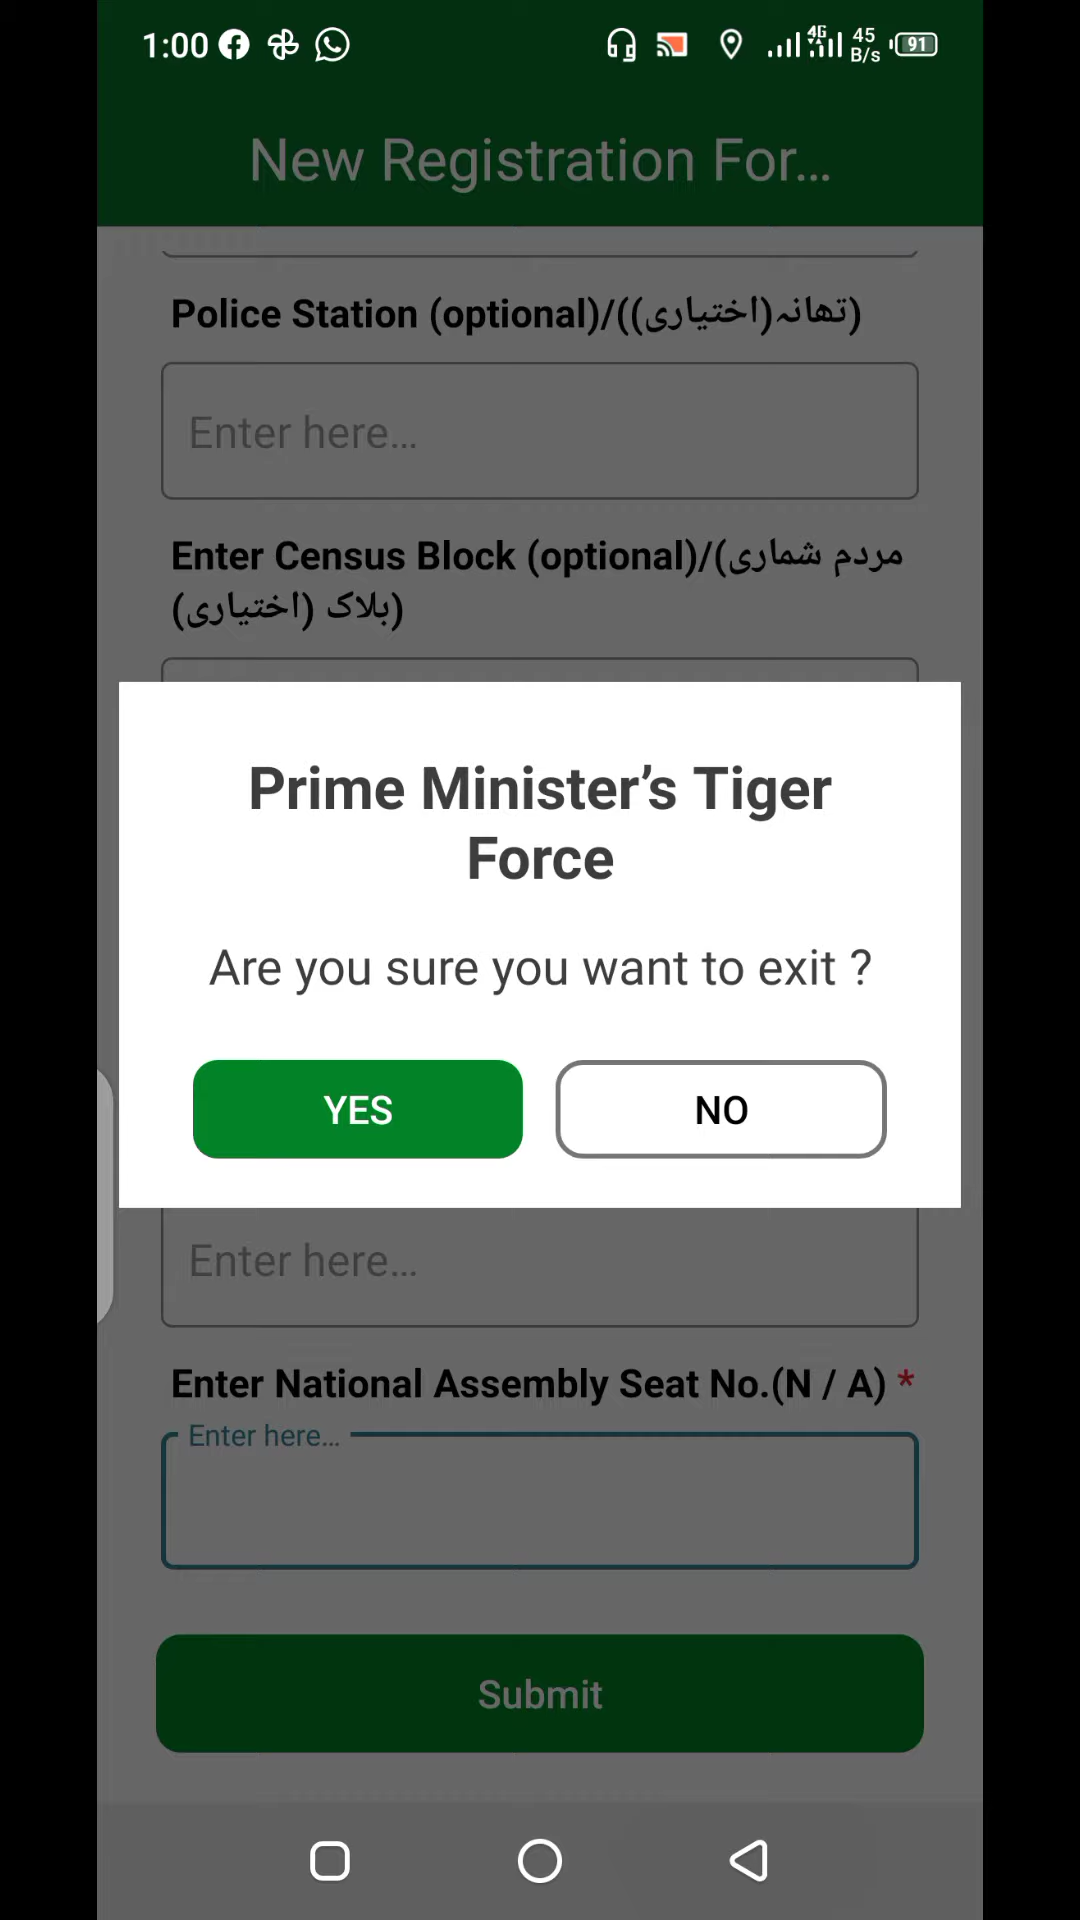 1:00
4G
45
B/s
91
New Registration For...
Police Station (optional)/((تھانہ(اختیاری)
Enter here...
Enter Census Block (optional)/(مردم شماری
بلاک (اختیاری)
Prime Minister’s Tiger
Force
Are you sure you want to exit ?
YES
NO
Enter here...
Enter National Assembly Seat No.(N / A) *
Enter here...
Submit